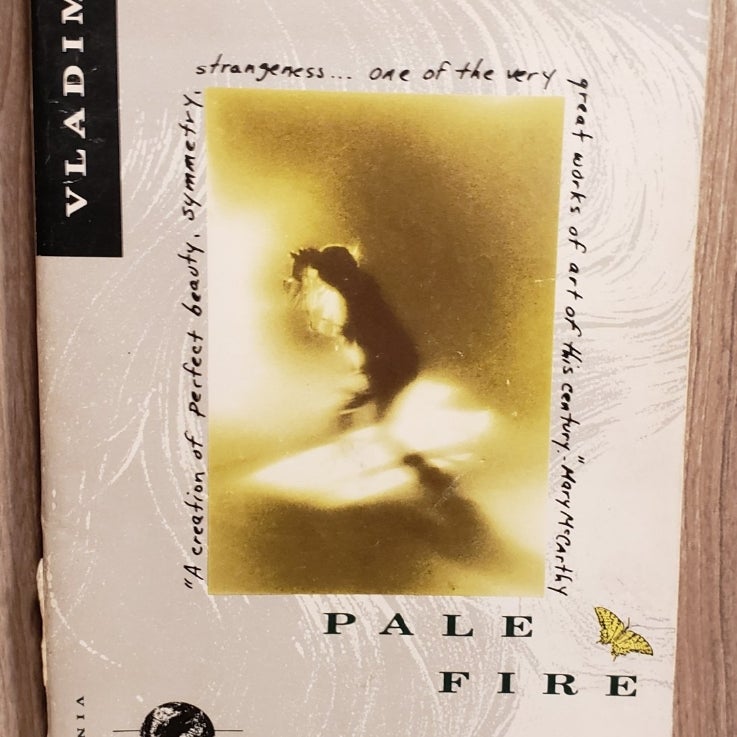 VLADIM
"A creation of perfect beauty, symmetry,
strangeness... one of the very
great works of art of this century."-Mary McCarthy
PALE
FIRE
NIA